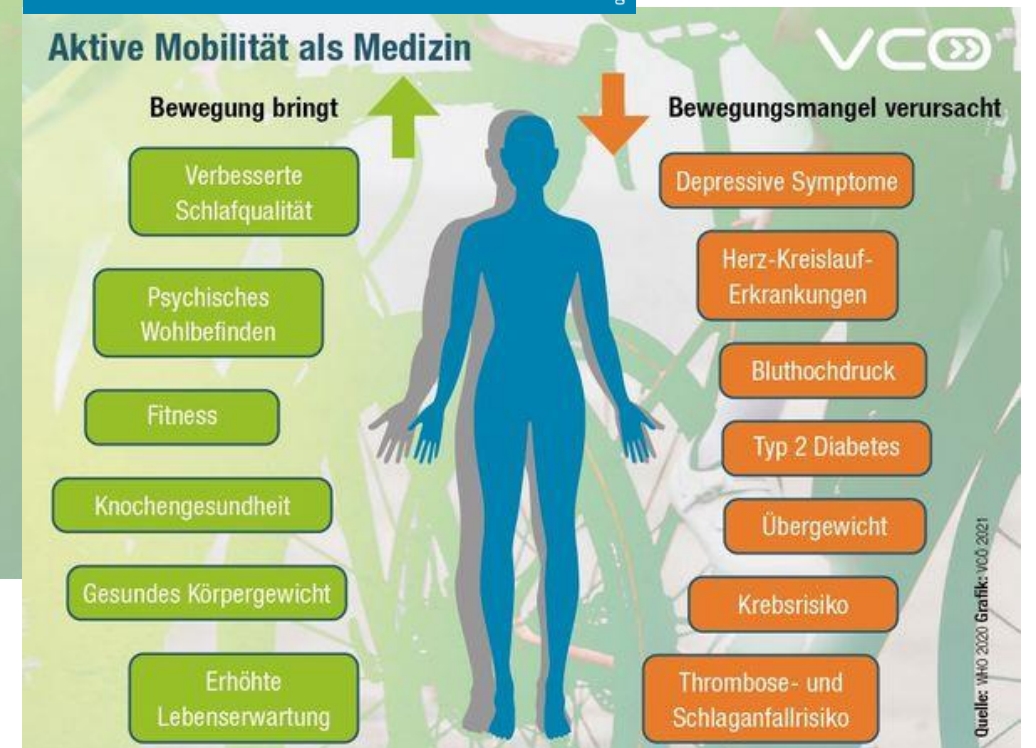 Aktive Mobilität als Medizin
VCÖ
Bewegung bringt
Verbesserte
Schlafqualität
Psychisches
Wohlbefinden
Fitness
Knochengesundheit
Gesundes Körpergewicht
Erhöhte
Lebenserwartung
Bewegungsmangel verursacht
Depressive Symptome
Herz-Kreislauf-
Erkrankungen
Bluthochdruck
Typ 2 Diabetes
Übergewicht
Krebsrisiko
Thrombose- und
Schlaganfallrisiko
Quelle: WHO 2020 Grafik: VCÖ 2021